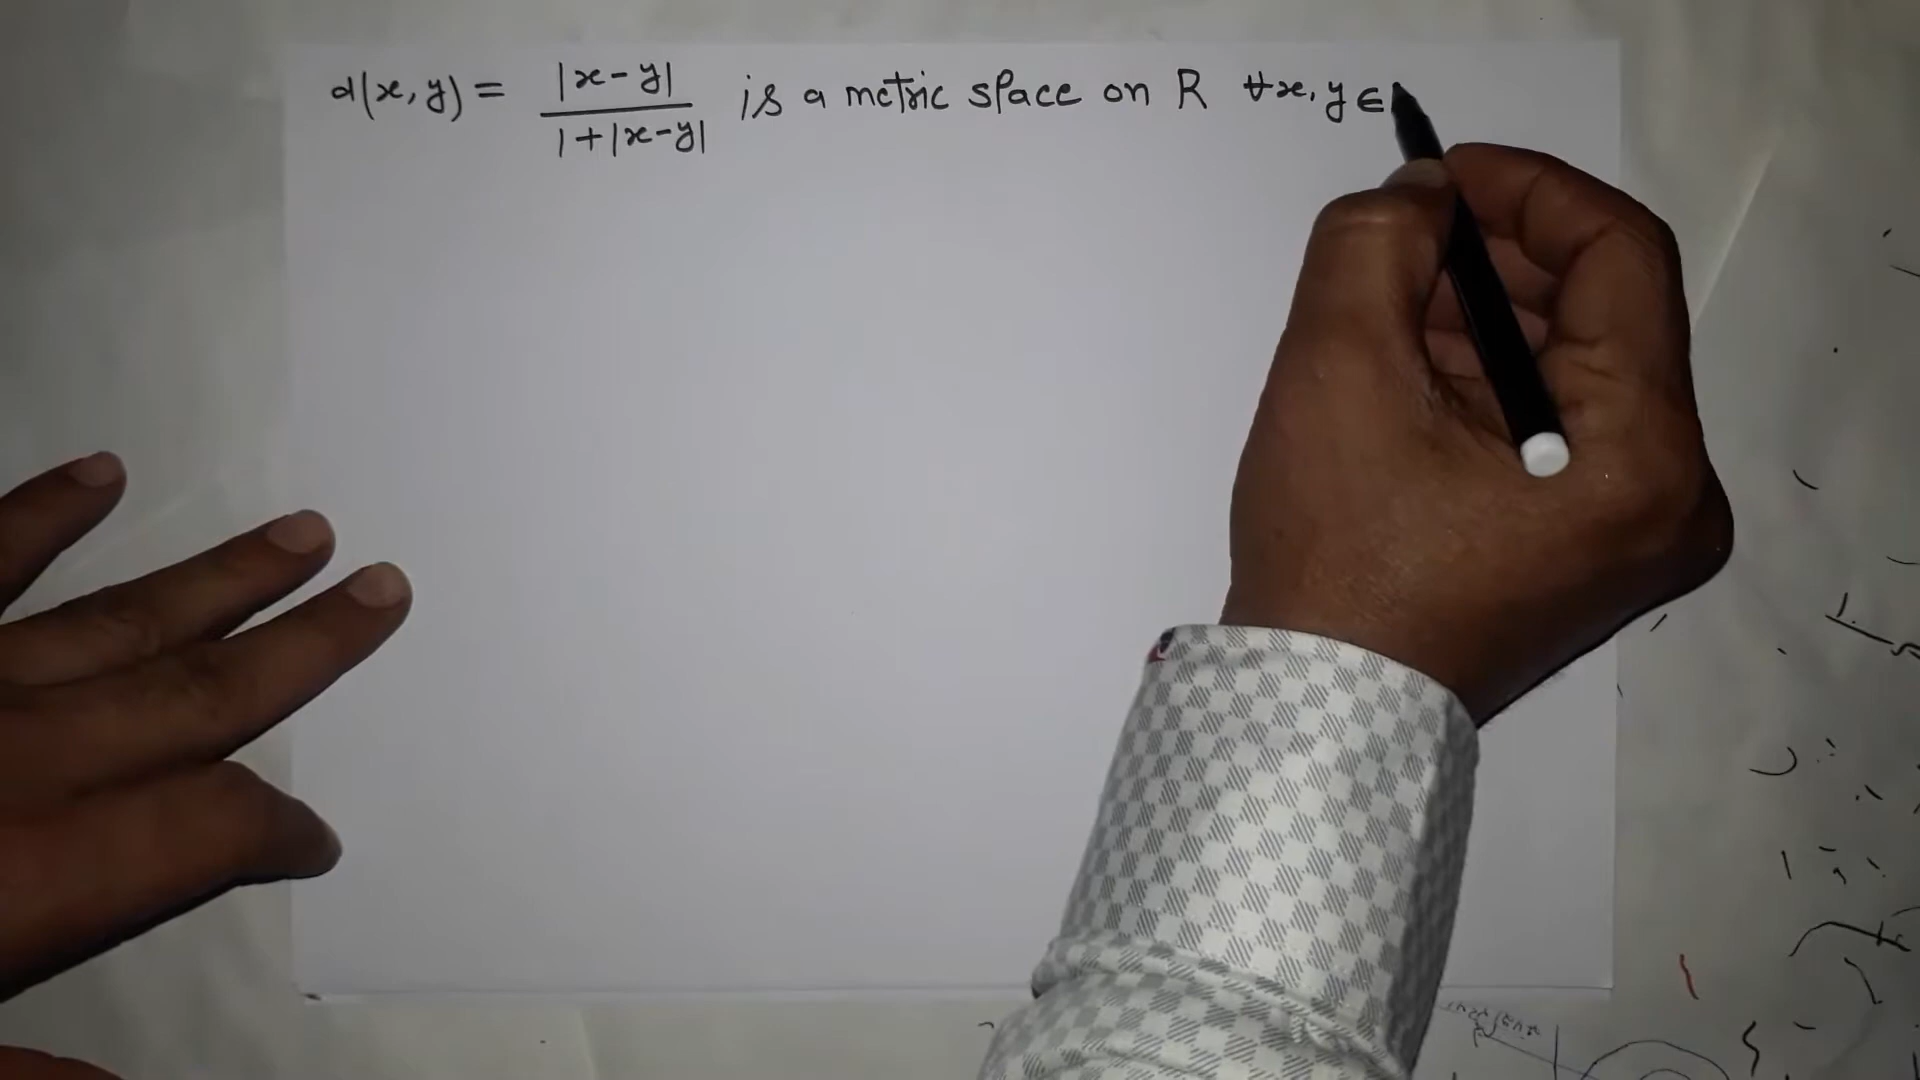 d(x,y) = |x-y| / 1+|x-y| is a metric space on R ∀x, y ∈